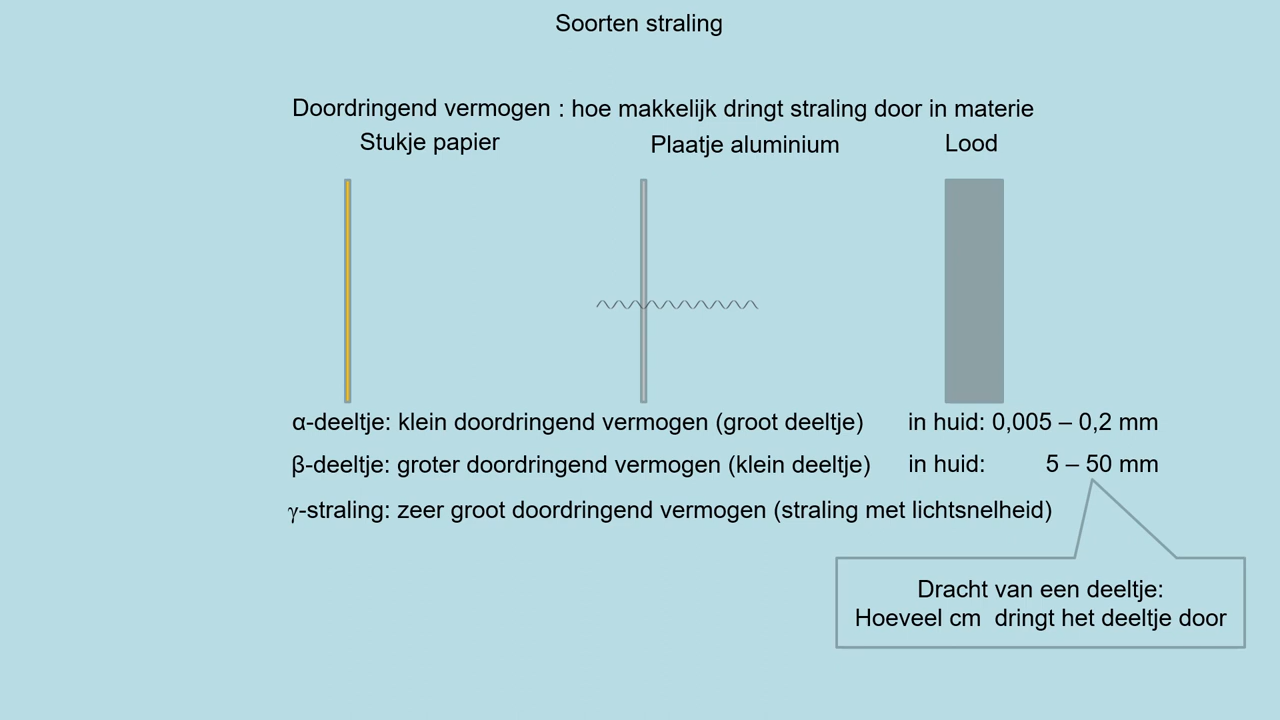 Soorten straling
Doordringend vermogen : hoe makkelijk dringt straling door in materie
Stukje papier
Plaatje aluminium
Lood
α-deeltje: klein doordringend vermogen (groot deeltje) in huid: 0,005 – 0,2 mm
β-deeltje: groter doordringend vermogen (klein deeltje) in huid: 5 – 50 mm
γ-straling: zeer groot doordringend vermogen (straling met lichtsnelheid)
Dracht van een deeltje:
Hoeveel cm dringt het deeltje door